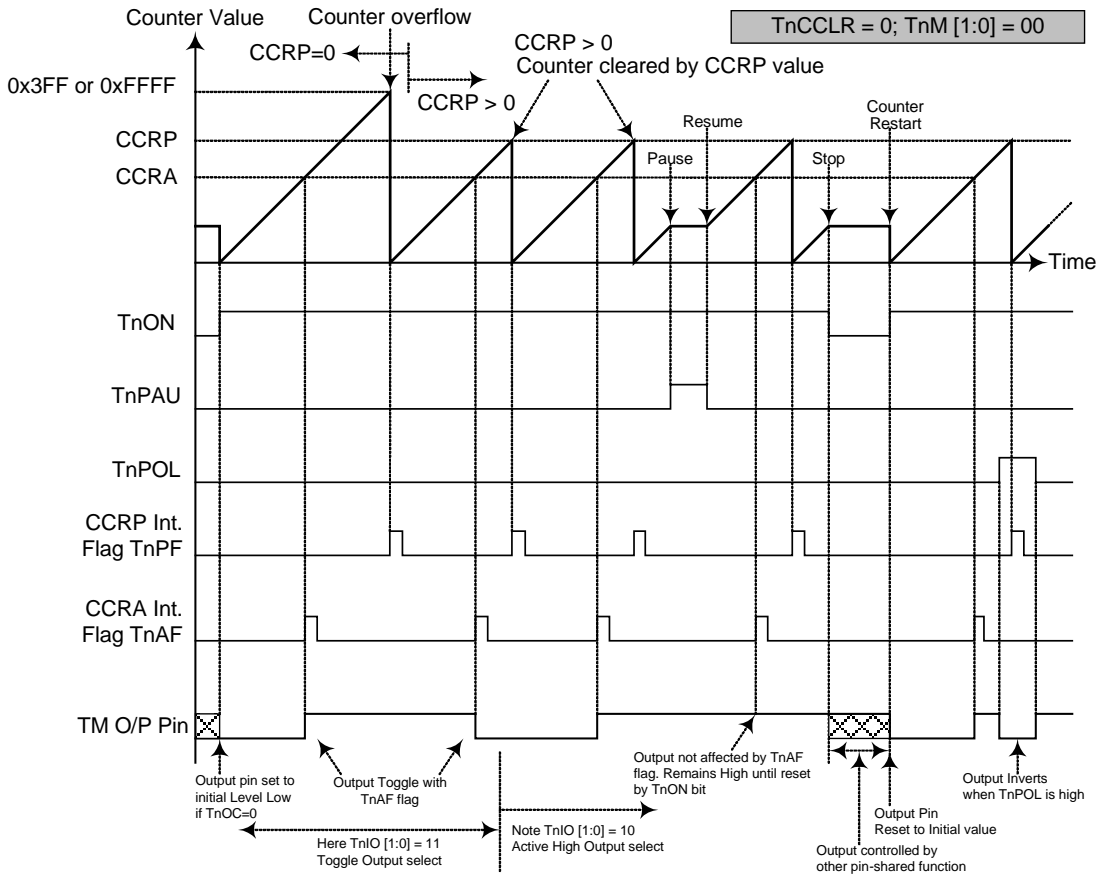 Counter Value
Counter overflow
TnCCLR = 0; TnM [1:0] = 00
CCRP=0
CCRP > 0
CCRP > 0
Counter cleared by CCRP value
0x3FF or 0xFFFF
CCRP
CCRA
Pause
Resume
Stop
Counter
Restart
Time
TnON
TnPAU
TnPOL
CCRP Int.
Flag TnPF
CCRA Int.
Flag TnAF
TM O/P Pin
Output pin set to
initial Level Low
if TnOC=0
Output Toggle with
TnAF flag
Here TnIO [1:0] = 11
Toggle Output select
Note TnIO [1:0] = 10
Active High Output select
Output not affected by TnAF
flag. Remains High until reset
by TnON bit
Output controlled by
other pin-shared function
Output Pin
Reset to Initial value
Output Inverts
when TnPOL is high